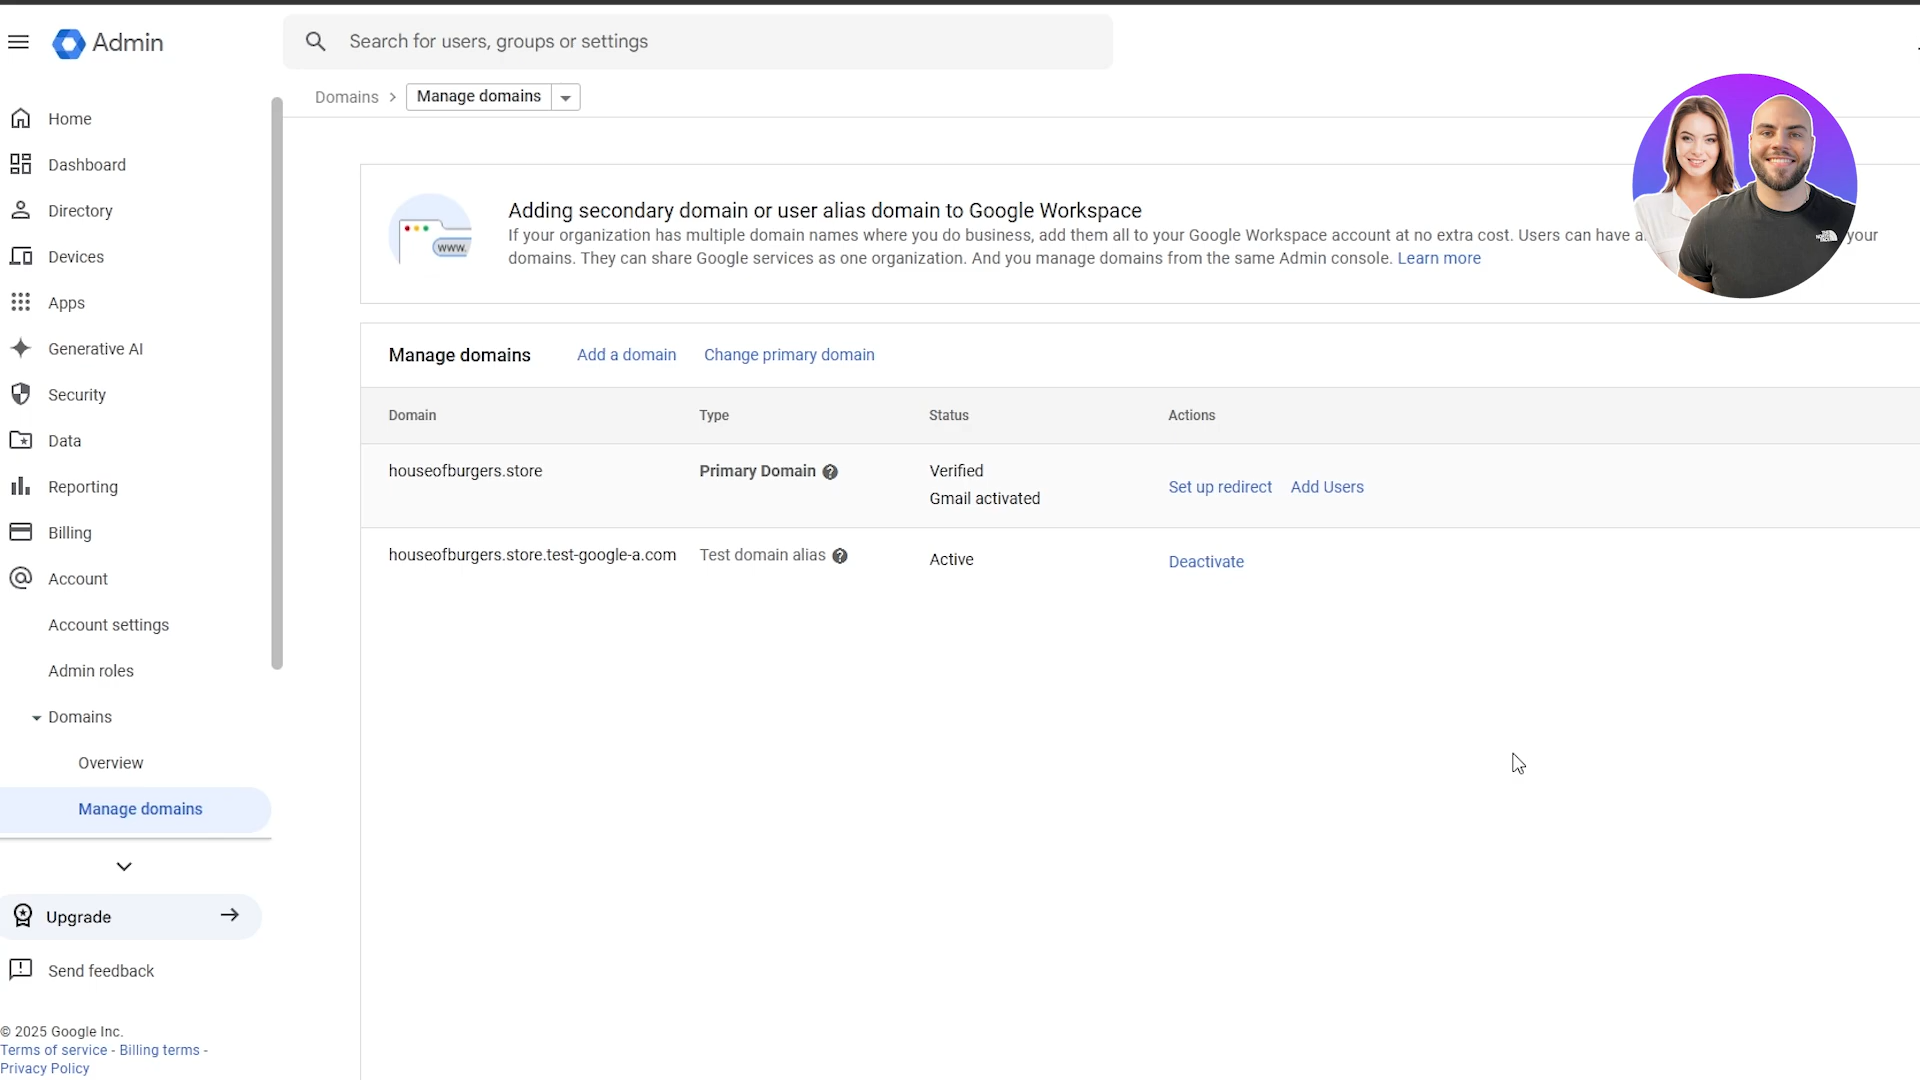 Admin
Search for users, groups or settings
Domains > Manage domains
Home
Dashboard
Directory
Devices
Apps
Generative AI
Security
Data
Reporting
Billing
Account
Account settings
Admin roles
Domains
Overview
Manage domains
Upgrade
Send feedback
© 2025 Google Inc.
Terms of service - Billing terms -
Privacy Policy
www.
Adding secondary domain or user alias domain to Google Workspace
If your organization has multiple domain names where you do business, add them all to your Google Workspace account at no extra cost. Users can have a your
domains. They can share Google services as one organization. And you manage domains from the same Admin console. Learn more
Manage domains Add a domain Change primary domain
Domain Type Status Actions
houseofburgers.store Primary Domain Verified
Gmail activated
Set up redirect Add Users
houseofburgers.store.test-google-a.com Test domain alias Active Deactivate